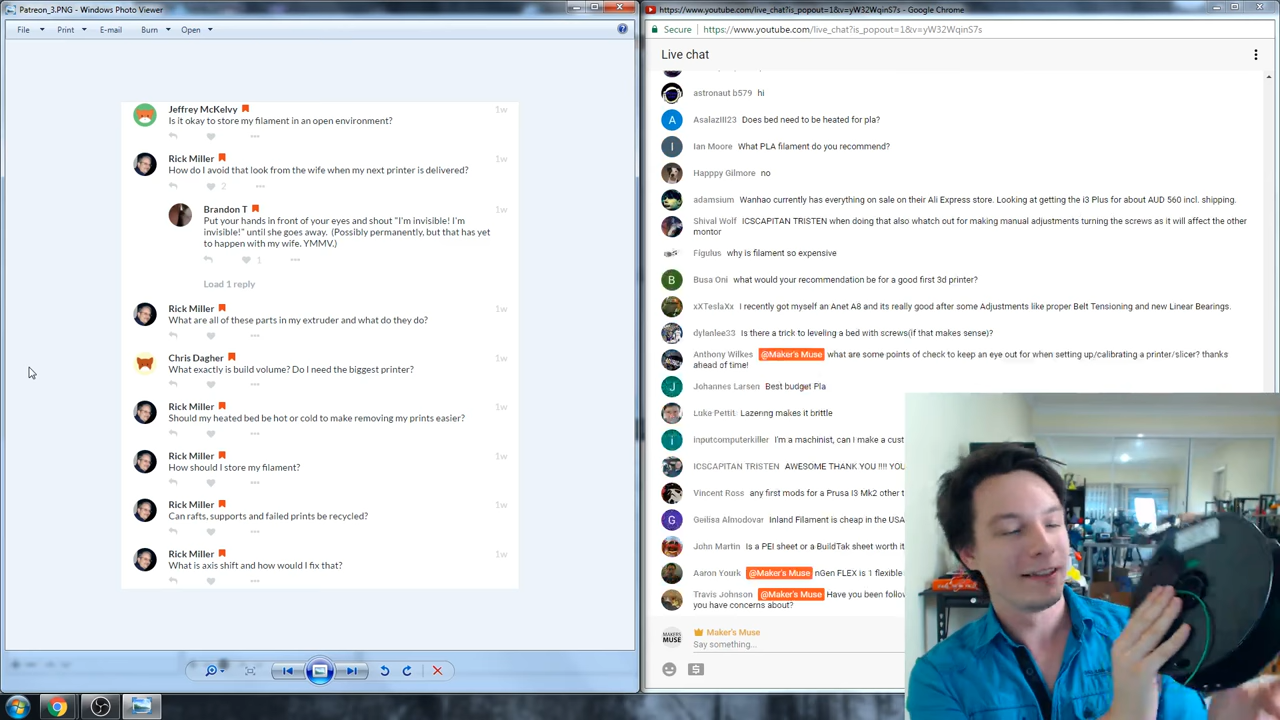 Patreon_3.PNG - Windows Photo Viewer
File
Print
E-mail
Burn
Open
Jeffrey McKelvy
1w
Is it okay to store my filament in an open environment?
Rick Miller
1w
How do I avoid that look from the wife when my next printer is delivered?
2
Brandon T
1w
Put your hands in front of your eyes and shout "I'm invisible! I'm
invisible!" until she goes away. (Possibly permanently, but that has yet
to happen with my wife. YMMV.)
1
Load 1 reply
Rick Miller
1w
What are all of these parts in my extruder and what do they do?
Chris Dagher
1w
What exactly is build volume? Do I need the biggest printer?
Rick Miller
1w
Should my heated bed be hot or cold to make removing my prints easier?
Rick Miller
1w
How should I store my filament?
Rick Miller
1w
Can rafts, supports and failed prints be recycled?
Rick Miller
1w
What is axis shift and how would I fix that?
https://www.youtube.com/live_chat?is_popout=1&v=yW32WqinS7s - Google Chrome
Secure https://www.youtube.com/live_chat?is_popout=1&v=yW32WqinS7s
Live chat
astronaut b579 hi
AsalazIII23 Does bed need to be heated for pla?
Ian Moore What PLA filament do you recommend?
Happpy Gilmore no
adamsium Wanhao currently has everything on sale on their Ali Express store. Looking at getting the i3 Plus for about AUD 560 incl. shipping.
Shival Wolf ICSCAPITAN TRISTEN when doing that also whatch out for making manual adjustments turning the screws as it will affect the other
montor
Figulus why is filament so expensive
Busa Oni what would your recommendation be for a good first 3d printer?
xXTeslaXx I recently got myself an Anet A8 and its really good after some Adjustments like proper Belt Tensioning and new Linear Bearings.
dylanlee33 Is there a trick to leveling a bed with screws(if that makes sense)?
Anthony Wilkes @Maker's Muse what are some points of check to keep an eye out for when setting up/calibrating a printer/slicer? thanks
ahead of time!
Johannes Larsen Best budget Pla
Luke Pettit Lazering makes it brittle
inputcomputerkiller I'm a machinist, can I make a cust
ICSCAPITAN TRISTEN AWESOME THANK YOU !!!! YOU
Vincent Ross any first mods for a Prusa I3 Mk2 other t
Geilisa Almodovar Inland Filament is cheap in the USA
John Martin Is a PEI sheet or a BuildTak sheet worth it
Aaron Yourk @Maker's Muse nGen FLEX is 1 flexible
Travis Johnson @Maker's Muse Have you been follow
you have concerns about?
MAKER'S MUSE
Maker's Muse
Say something...